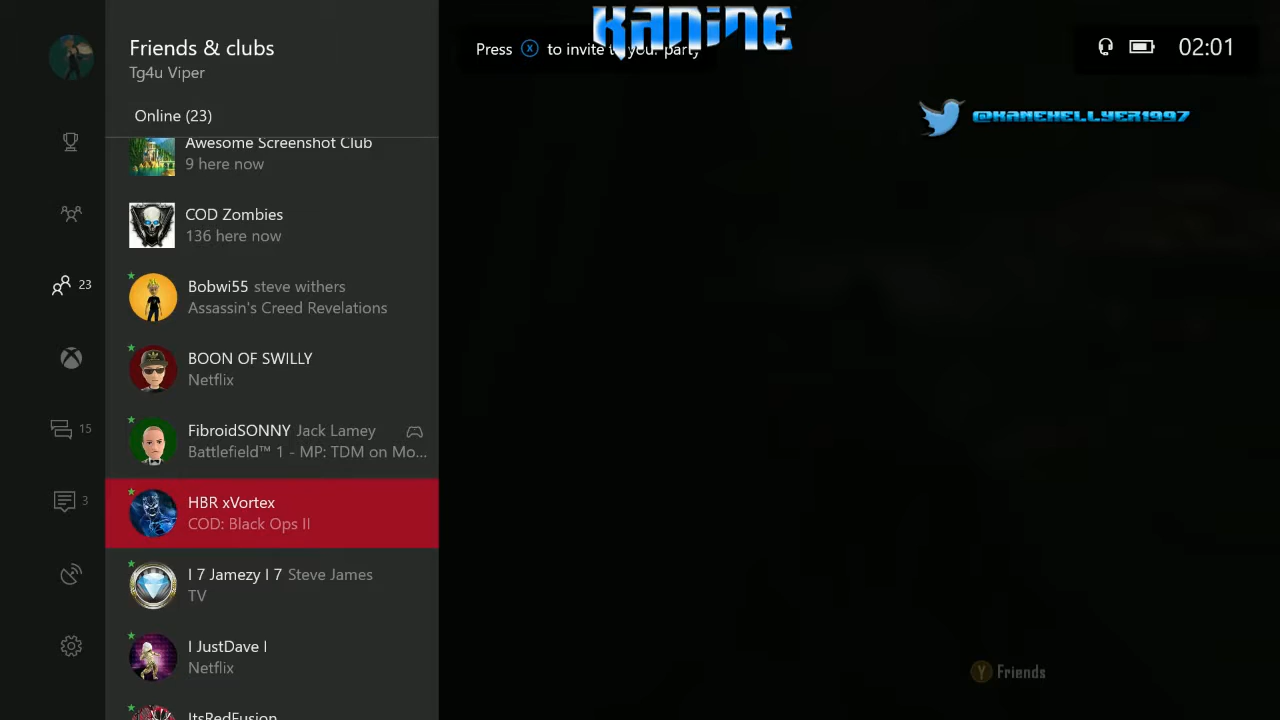 Friends & clubs
Tg4u Viper
Online (23)
Awesome Screenshot Club
9 here now
COD Zombies
136 here now
Bobwi55 steve withers
Assassin's Creed Revelations
BOON OF SWILLY
Netflix
FibroidSONNY Jack Lamey
Battlefield™ 1 - MP: TDM on Mo...
HBR xVortex
COD: Black Ops II
I 7 Jamezy I 7 Steve James
TV
I JustDave I
Netflix
ItsRedFusion
23
15
3
KANINE
Press X to invite to your party
02:01
@KANEHELLYER1997
Y Friends